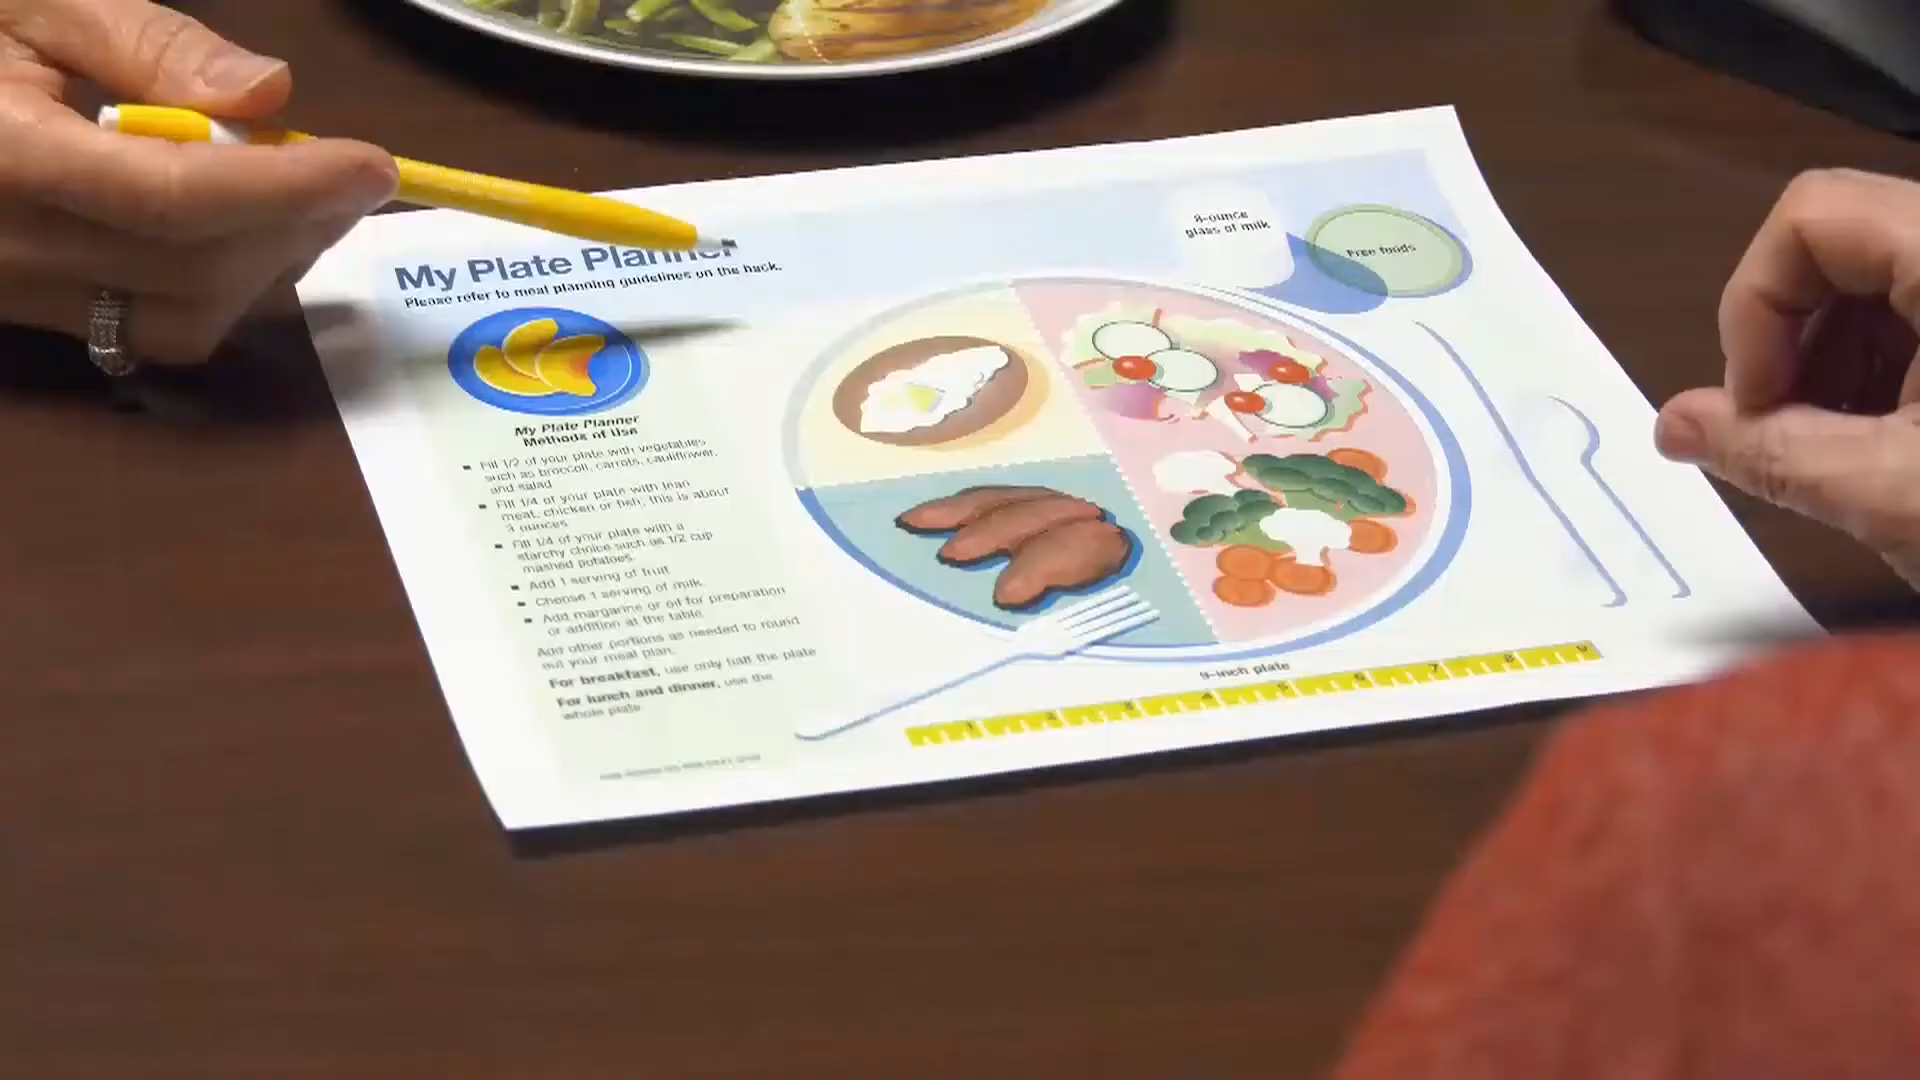 My Plate Planner
Please refer to meal planning guidelines on the back.
8-ounce
glass of milk
Free foods
My Plate Planner
Methods of Use
▪ Fill 1/2 of your plate with vegetables
such as broccoli, carrots, cauliflower,
and salad
▪ Fill 1/4 of your plate with lean
meat, chicken or fish; this is about
3 ounces
▪ Fill 1/4 of your plate with a
starchy choice such as 1/2 cup
mashed potatoes.
▪ Add 1 serving of fruit.
▪ Choose 1 serving of milk.
▪ Add margarine or oil for preparation
or addition at the table.
Add other portions as needed to round
out your meal plan.
For breakfast, use only half the plate
For lunch and dinner, use the
whole plate
9-inch plate
1 2 3 4 5 6 7 8 9